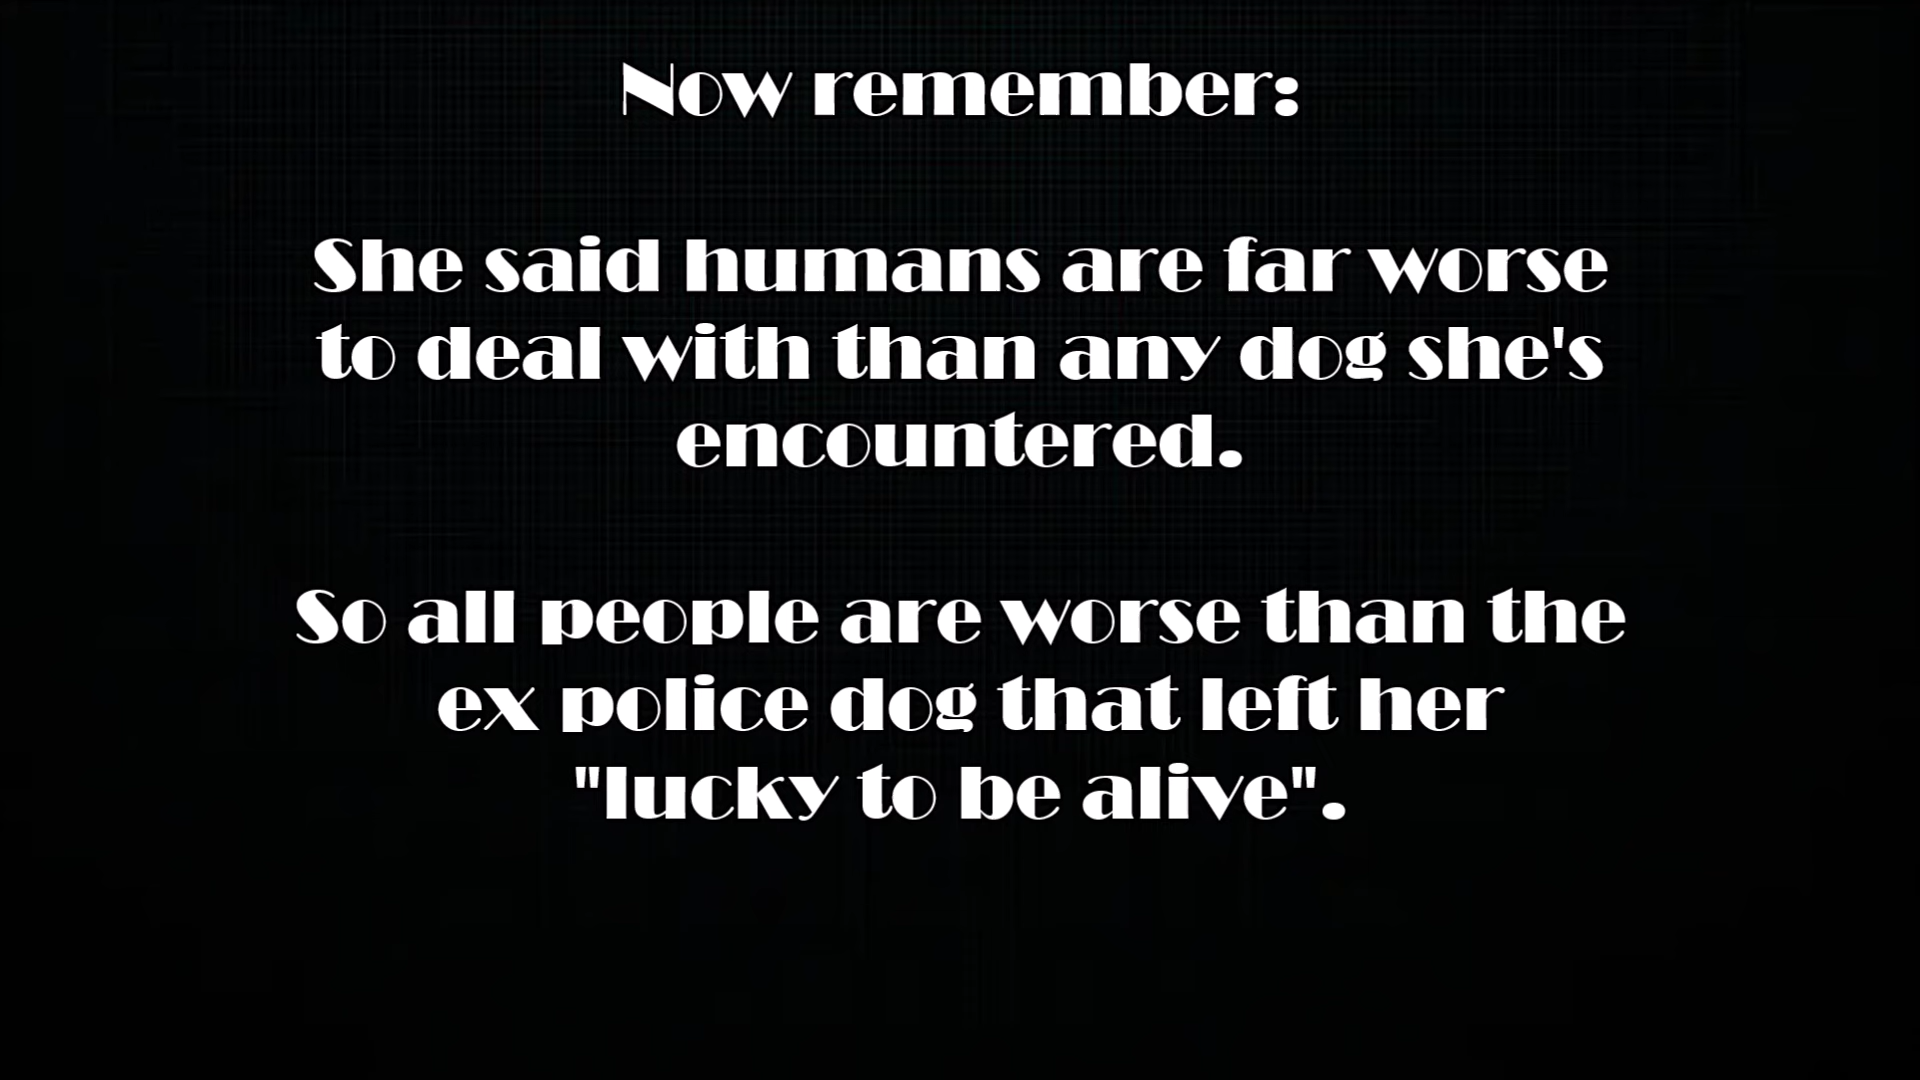 Now remember:
She said humans are far worse
to deal with than any dog she's
encountered.
So all people are worse than the
ex police dog that left her
"lucky to be alive".